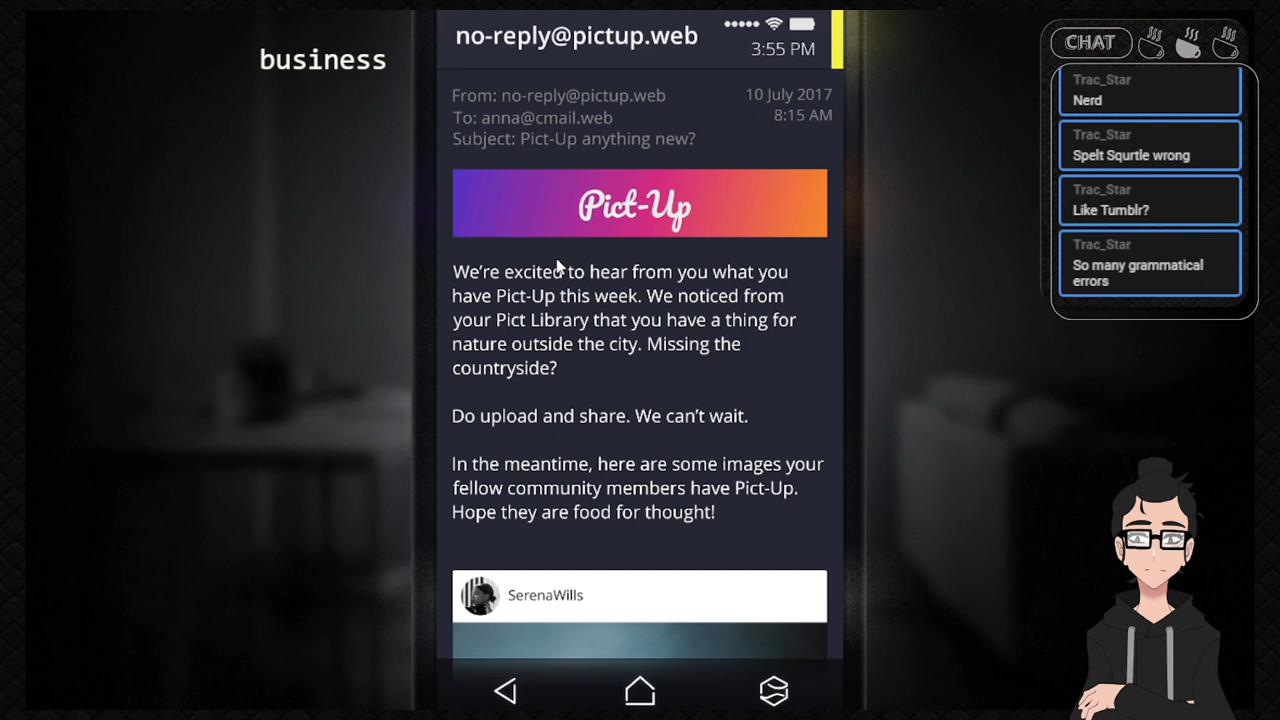 business
no-reply@pictup.web
3:55 PM
From: no-reply@pictup.web
10 July 2017
To: anna@cmail.web
8:15 AM
Subject: Pict-Up anything new?
Pict-Up
We're excited to hear from you what you
have Pict-Up this week. We noticed from
your Pict Library that you have a thing for
nature outside the city. Missing the
countryside?
Do upload and share. We can't wait.
In the meantime, here are some images your
fellow community members have Pict-Up.
Hope they are food for thought!
SerenaWills
CHAT
Trac_Star
Nerd
Trac_Star
Spelt Squrtle wrong
Trac_Star
Like Tumblr?
Trac_Star
So many grammatical
errors